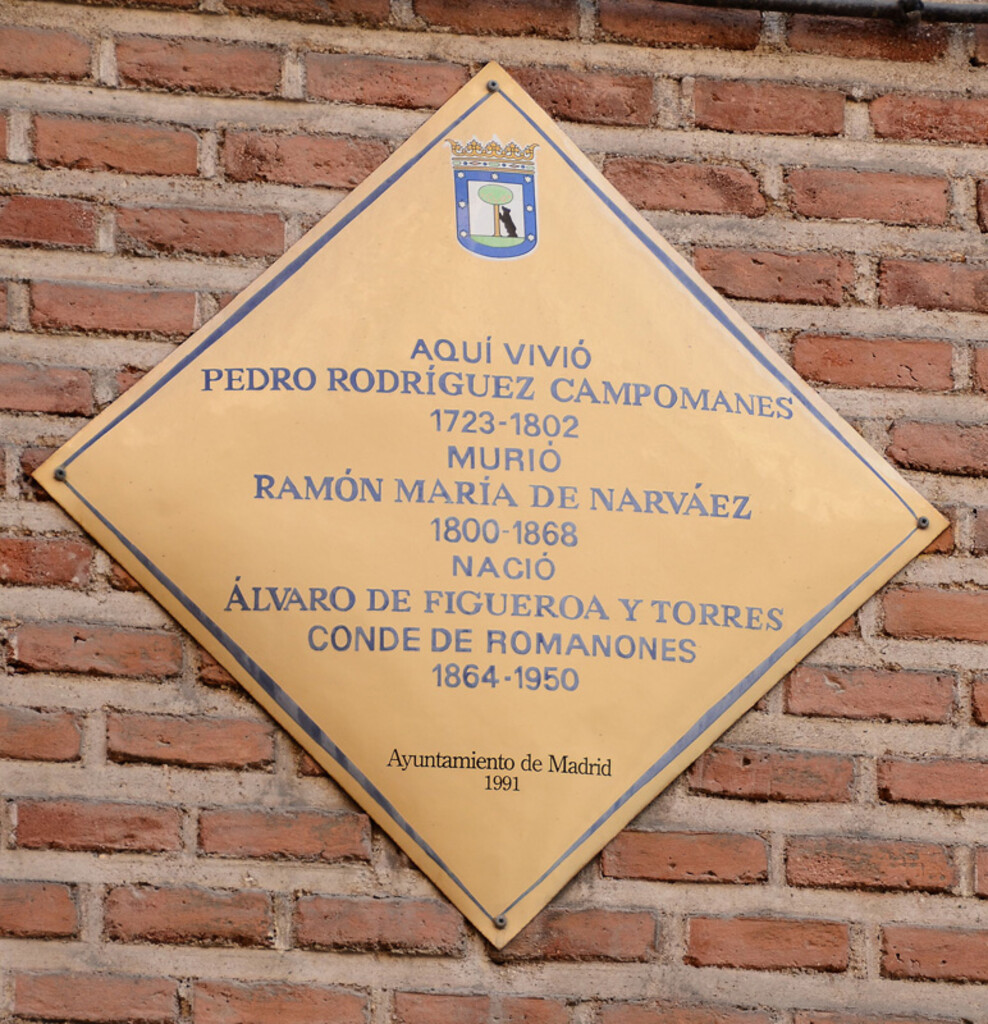 AQUÍ VIVIÓ
PEDRO RODRÍGUEZ CAMPOMANES
1723-1802
MURIÓ
RAMÓN MARÍA DE NARVÁEZ
1800-1868
NACIÓ
ÁLVARO DE FIGUEROA Y TORRES
CONDE DE ROMANONES
1864-1950
Ayuntamiento de Madrid
1991